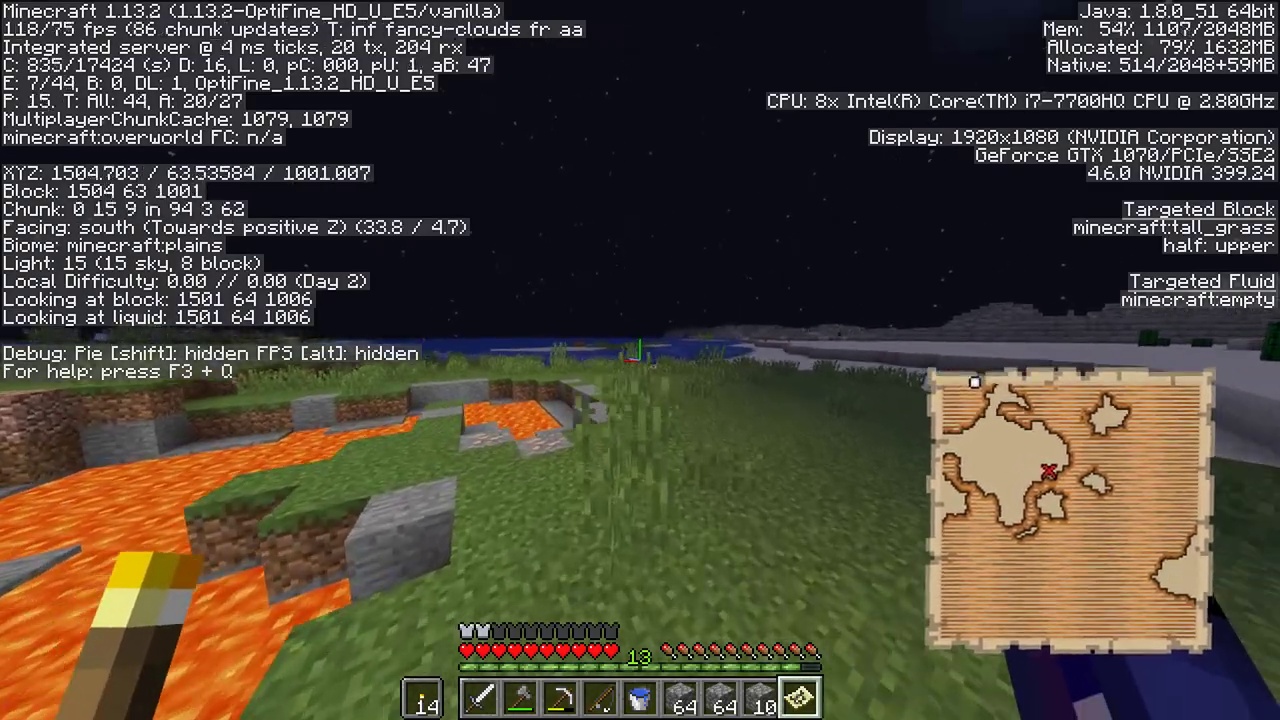 Minecraft 1.13.2 (1.13.2-OptiFine_HD_U_E5/vanilla)
118/75 fps (86 chunk updates) T: inf fancy-clouds fr aa
Integrated server @ 4 ms ticks, 20 tx, 204 rx
C: 835/17424 (s) D: 16, L: 0, pC: 000, pU: 1, aB: 47
E: 7/44, B: 0, DL: 1, OptiFine_1.13.2_HD_U_E5
P: 15. T: All: 44, A: 20/27
MultiplayerChunkCache: 1079, 1079
minecraft:overworld FC: n/a
XYZ: 1504.703 / 63.53584 / 1001.007
Block: 1504 63 1001
Chunk: 0 15 9 in 94 3 62
Facing: south (Towards positive Z) (33.8 / 4.7)
Biome: minecraft:plains
Light: 15 (15 sky, 8 block)
Local Difficulty: 0.00 // 0.00 (Day 2)
Looking at block: 1501 64 1006
Looking at liquid: 1501 64 1006
Debug: Pie [shift]: hidden FPS [alt]: hidden
For help: press F3 + Q
Java: 1.8.0_51 64bit
Mem: 54% 1107/2048MB
Allocated: 79% 1632MB
Native: 514/2048+59MB
CPU: 8x Intel(R) Core(TM) i7-7700HQ CPU @ 2.80GHz
Display: 1920x1080 (NVIDIA Corporation)
GeForce GTX 1070/PCIe/SSE2
4.6.0 NVIDIA 399.24
Targeted Block
minecraft:tall_grass
half: upper
Targeted Fluid
minecraft:empty
13
14
64
64
10